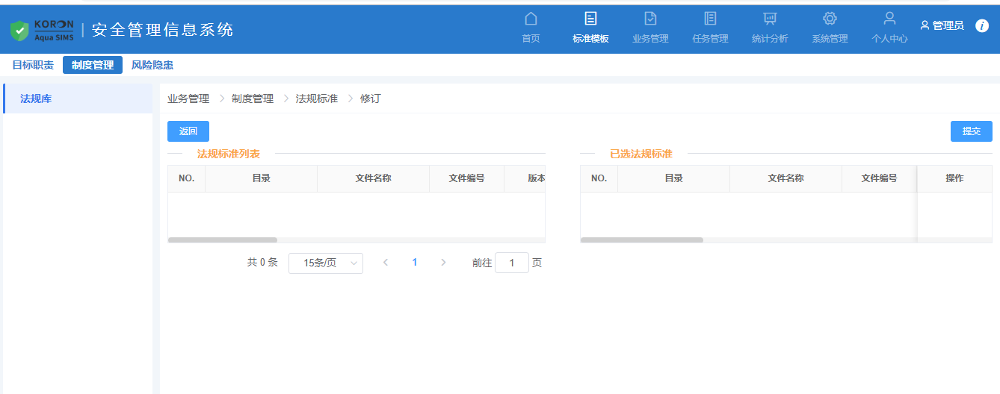 KORON
Aqua SIMS
安全管理信息系统
首页 标准模板 业务管理 任务管理 统计分析 系统管理 个人中心 管理员 i
目标职责 制度管理 风险隐患
法规库
业务管理 > 制度管理 > 法规标准 > 修订
返回 提交
法规标准列表 已选法规标准
NO. 目录 文件名称 文件编号 版本 NO. 目录 文件名称 文件编号 操作
共 0 条 15条/页 < 1 > 前往 1 页